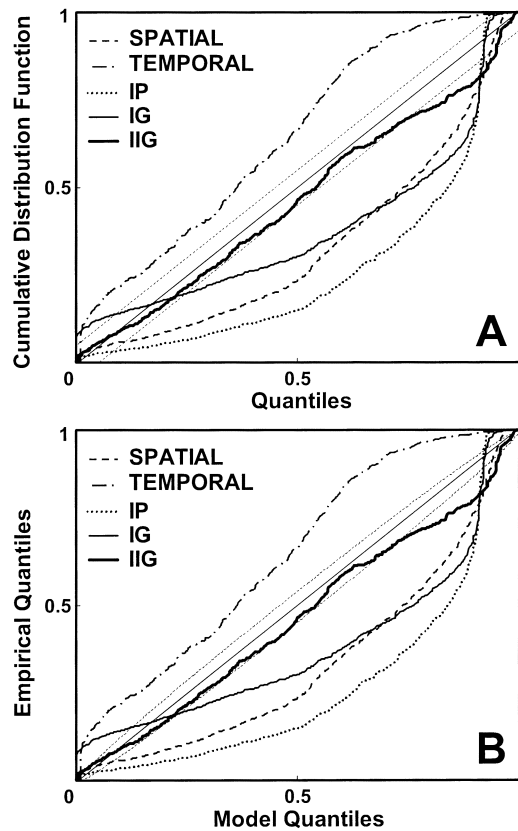 1
SPATIAL
TEMPORAL
IP
IG
IIG
0.5
Cumulative Distribution Function
A
0
0.5
Quantiles
1
SPATIAL
TEMPORAL
IP
IG
IIG
0.5
Empirical Quantiles
B
0
0.5
Model Quantiles